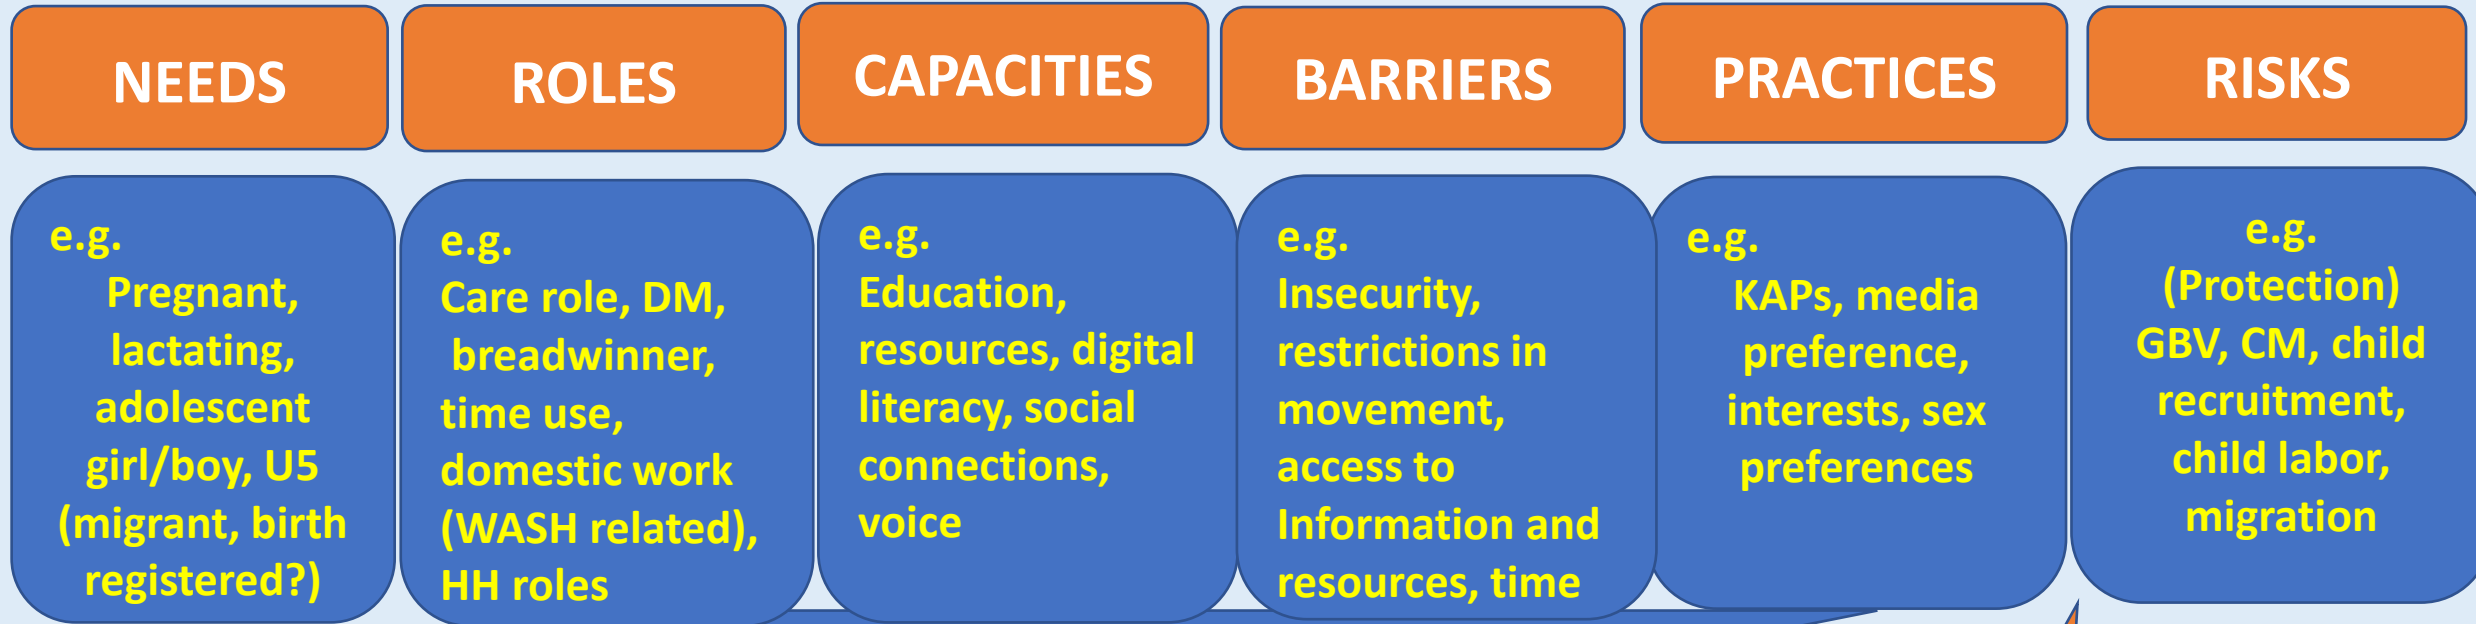 NEEDS
ROLES
CAPACITIES
BARRIERS
PRACTICES
RISKS
e.g.
Pregnant,
lactating,
adolescent
girl/boy, U5
(migrant, birth
registered?)
e.g.
Care role, DM,
breadwinner,
time use,
domestic work
(WASH related),
HH roles
e.g.
Education,
resources, digital
literacy, social
connections,
voice
e.g.
Insecurity,
restrictions in
movement,
access to
Information and
resources, time
e.g.
KAPs, media
preference,
interests, sex
preferences
e.g.
(Protection)
GBV, CM, child
recruitment,
child labor,
migration